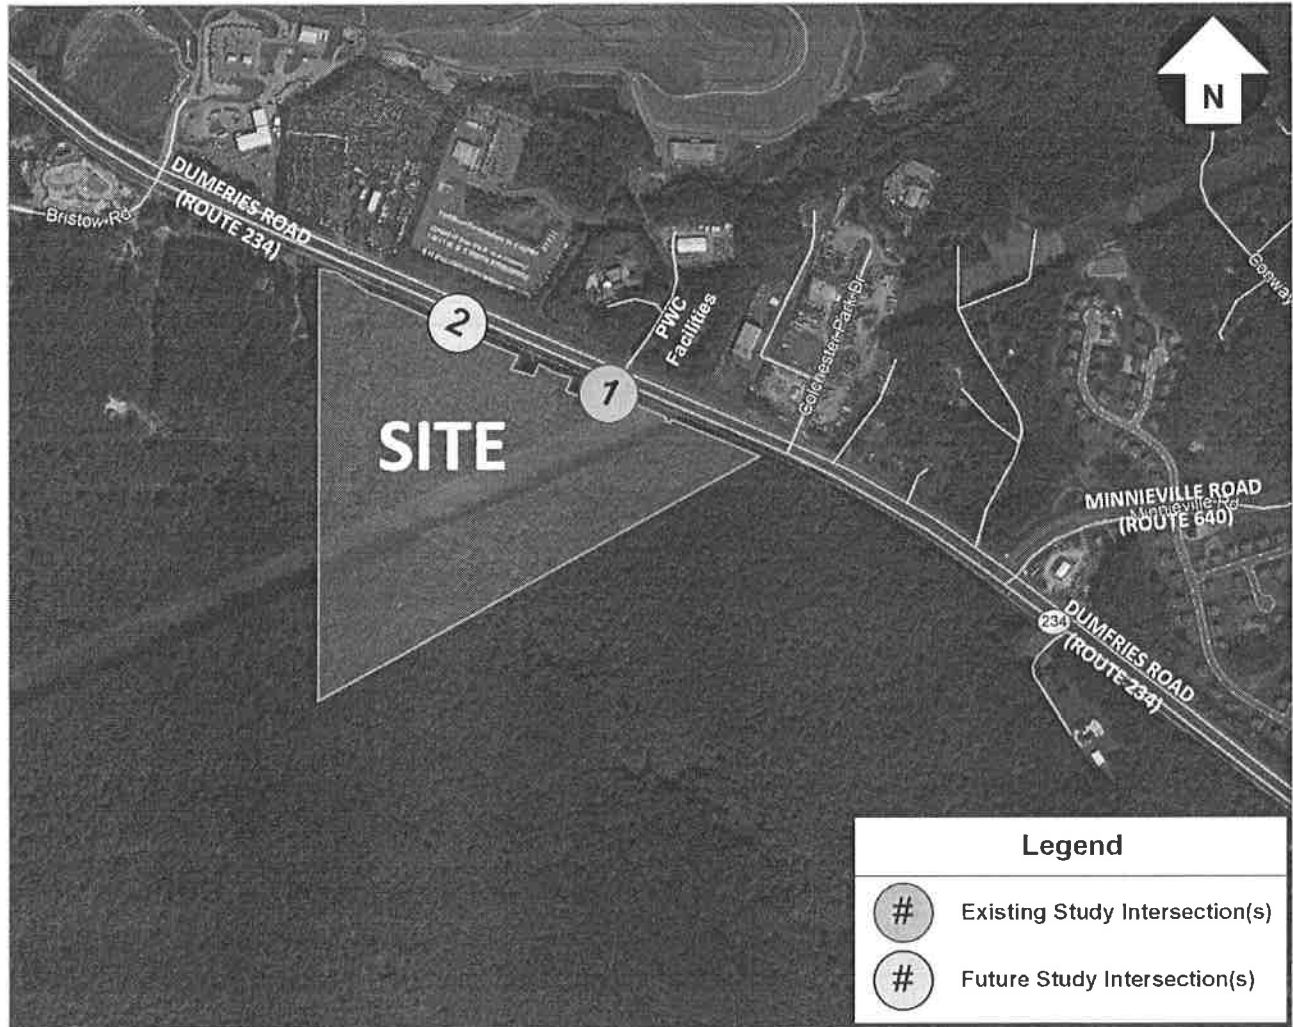 N
DUMERIES ROAD
(ROUTE 234)
Bristow Rd
Conway
2
PWC
Facilities
1
Colchester Park Dr
SITE
MINNIEVILLE ROAD
Minnieville Rd
(ROUTE 640)
234
DUMFRIES ROAD
(ROUTE 234)
Legend
# Existing Study Intersection(s)
# Future Study Intersection(s)